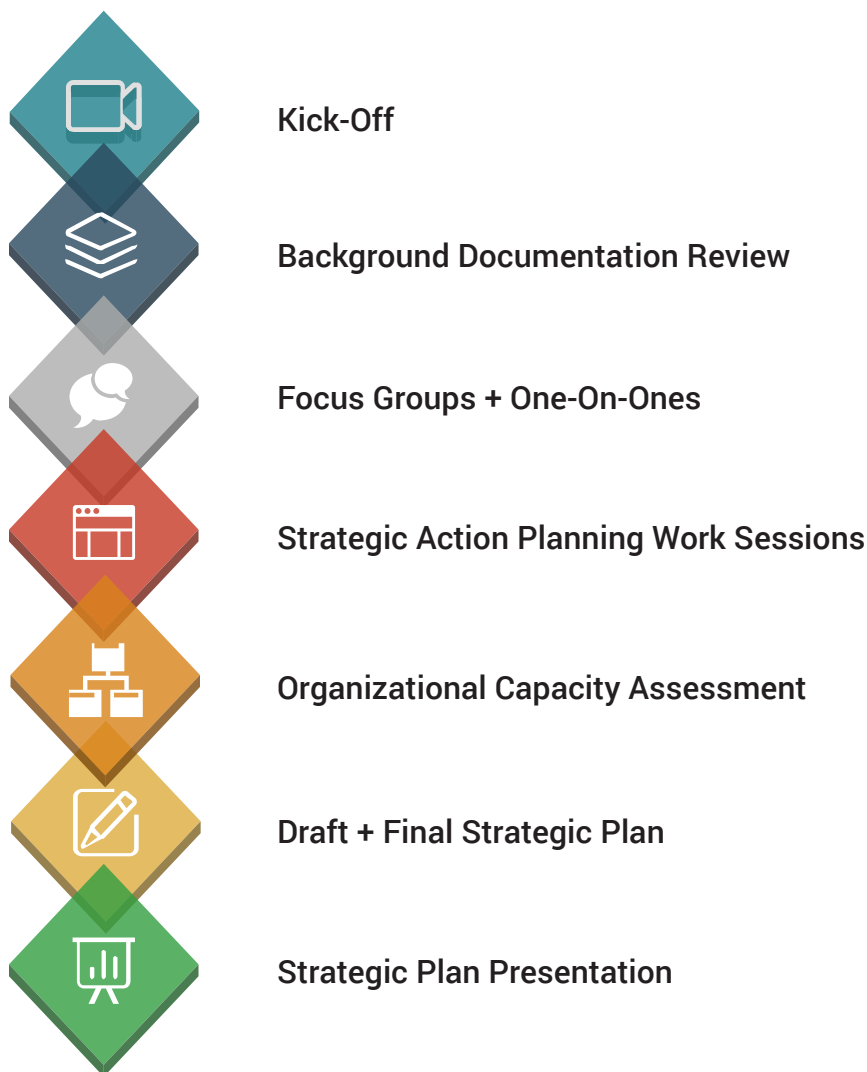 Kick-Off
Background Documentation Review
Focus Groups + One-On-Ones
Strategic Action Planning Work Sessions
Organizational Capacity Assessment
Draft + Final Strategic Plan
Strategic Plan Presentation